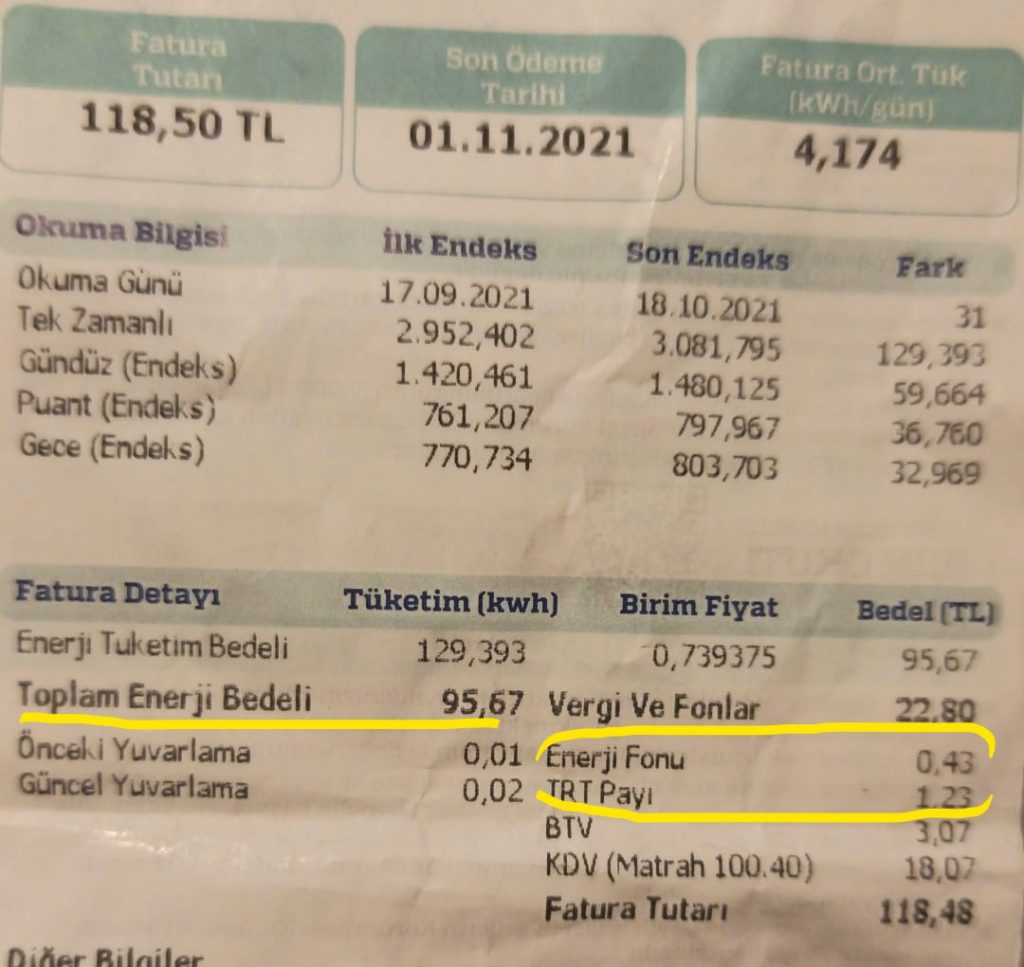 Fatura Tutarı
118,50 TL
Son Ödeme Tarihi
01.11.2021
Fatura Ort. Tük (kWh/gün)
4,174
Okuma Bilgisi İlk Endeks Son Endeks Fark
Okuma Günü 17.09.2021 18.10.2021 31
Tek Zamanlı 2.952,402 3.081,795 129,393
Gündüz (Endeks) 1.420,461 1.480,125 59,664
Puant (Endeks) 761,207 797,967 36,760
Gece (Endeks) 770,734 803,703 32,969
Fatura Detayı Tüketim (kwh) Birim Fiyat Bedel (TL)
Enerji Tuketim Bedeli 129,393 0,739375 95,67
Toplam Enerji Bedeli 95,67 Vergi Ve Fonlar 22,80
Önceki Yuvarlama 0,01 Enerji Fonu 0,43
Güncel Yuvarlama 0,02 TRT Payı 1,23
BTV 3,07
KDV (Matrah 100.40) 18,07
Fatura Tutarı 118,48
Diğer Bilgiler